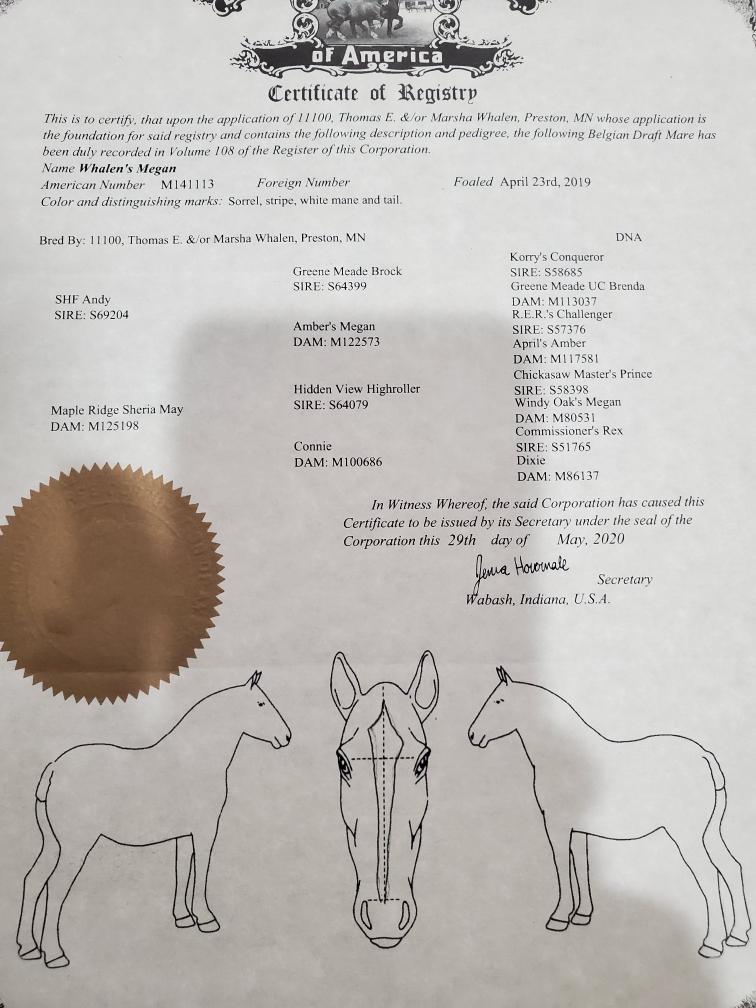 of America
Certificate of Registry
This is to certify, that upon the application of 11100, Thomas E. &/or Marsha Whalen, Preston, MN whose application is
the foundation for said registry and contains the following description and pedigree, the following Belgian Draft Mare has
been duly recorded in Volume 108 of the Register of this Corporation.
Name Whalen's Megan
American Number M141113 Foreign Number Foaled April 23rd, 2019
Color and distinguishing marks: Sorrel, stripe, white mane and tail.
Bred By: 11100, Thomas E. &/or Marsha Whalen, Preston, MN DNA
SHF Andy
SIRE: S69204
Maple Ridge Sheria May
DAM: M125198
Greene Meade Brock
SIRE: S64399
Amber's Megan
DAM: M122573
Hidden View Highroller
SIRE: S64079
Connie
DAM: M100686
Korry's Conqueror
SIRE: S58685
Greene Meade UC Brenda
DAM: M113037
R.E.R.'s Challenger
SIRE: S57376
April's Amber
DAM: M117581
Chickasaw Master's Prince
SIRE: S58398
Windy Oak's Megan
DAM: M80531
Commissioner's Rex
SIRE: S51765
Dixie
DAM: M86137
In Witness Whereof, the said Corporation has caused this
Certificate to be issued by its Secretary under the seal of the
Corporation this 29th day of May, 2020
Secretary
Wabash, Indiana, U.S.A.